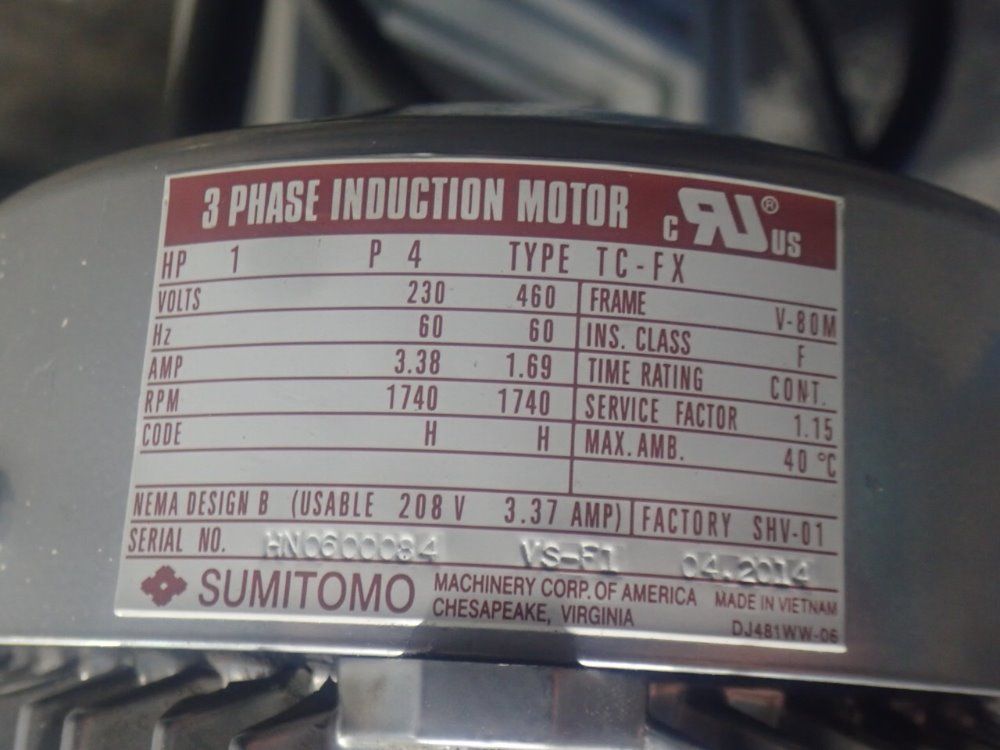 3 PHASE INDUCTION MOTOR C RU ® US
HP 1 P 4 TYPE TC-FX
VOLTS 230 460 FRAME V-80M
Hz 60 60 INS. CLASS F
AMP 3.38 1.69 TIME RATING CONT.
RPM 1740 1740 SERVICE FACTOR 1.15
CODE H H MAX. AMB. 40 °C
NEMA DESIGN B (USABLE 208 V 3.37 AMP) FACTORY SHV-01
SERIAL NO. HN0600084 VS-F1 04.2014
SUMITOMO MACHINERY CORP. OF AMERICA MADE IN VIETNAM
CHESAPEAKE, VIRGINIA DJ481WW-06